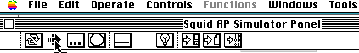 File Edit Operate Controls Functions Windows Tools
Squid AP Simulator Panel